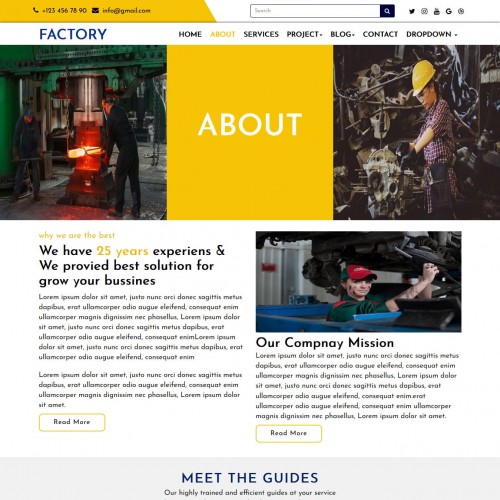 +123 456 78 90 info@gmail.com Search
FACTORY HOME ABOUT SERVICES PROJECT BLOG CONTACT DROPDOWN
ABOUT
why we are the best
We have 25 years experiens &
We provied best solution for
grow your bussines
Lorem ipsum dolor sit amet, justo nunc orci donec sagittis metus
dapibus, erat odio augue eleifend, consequat enim
ullamcorper magnis dignissim nec phasellus, Lorem ipsum
dolor sit amet, justo nunc orci donec sagittis metus dapibus,
erat odio augue eleifend, consequat enimLorem ipsum dolor
sit amet, justo nunc orci donec sagittis metus dapibus, erat
ullamcorper odio augue eleifend, consequat enim
Lorem ipsum dolor sit amet, justo nunc orci donec sagittis
metus dapibus, erat odio augue eleifend, consequat enim
ullamcorper magnis dignissim nec phasellus, Lorem ipsum
dolor sit amet.
Read More
Our Compnay Mission
Lorem ipsum dolor sit amet, justo nunc orci donec sagittis
metus dapibus, erat odio augue eleifend, consequat enim
ullamcorper magnis dignissim nec phasellus, Lorem ipsum
dolor sit amet, justo nunc orci donec sagittis metus dapibus,
erat odio augue eleifend, consequat enim.erat
ullamcorper odio augue eleifend, consequat enim
ullamcorper magnis dignissim nec phasellus, Lorem ipsum
dolor sit amet.
Read More
MEET THE GUIDES
Our highly trained and efficient guides at your service